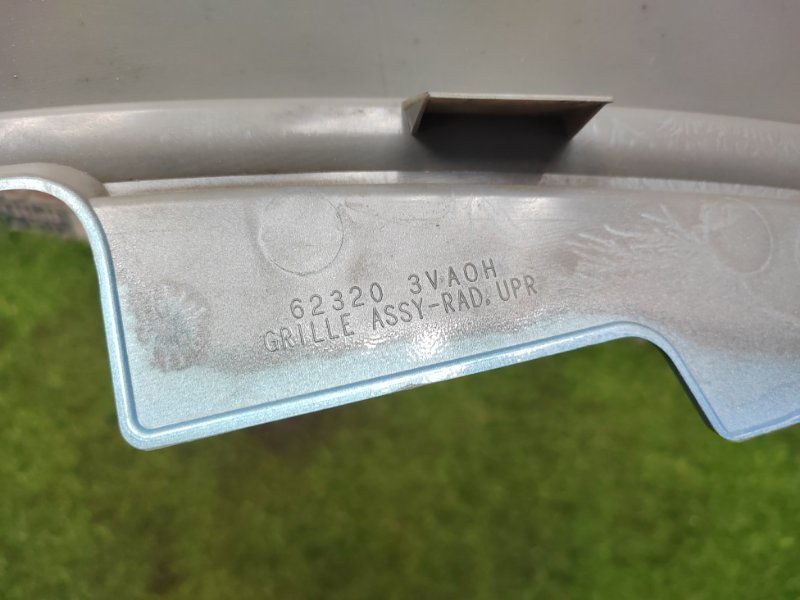 62320 3VA0H
GRILLE ASSY-RAD. UPR